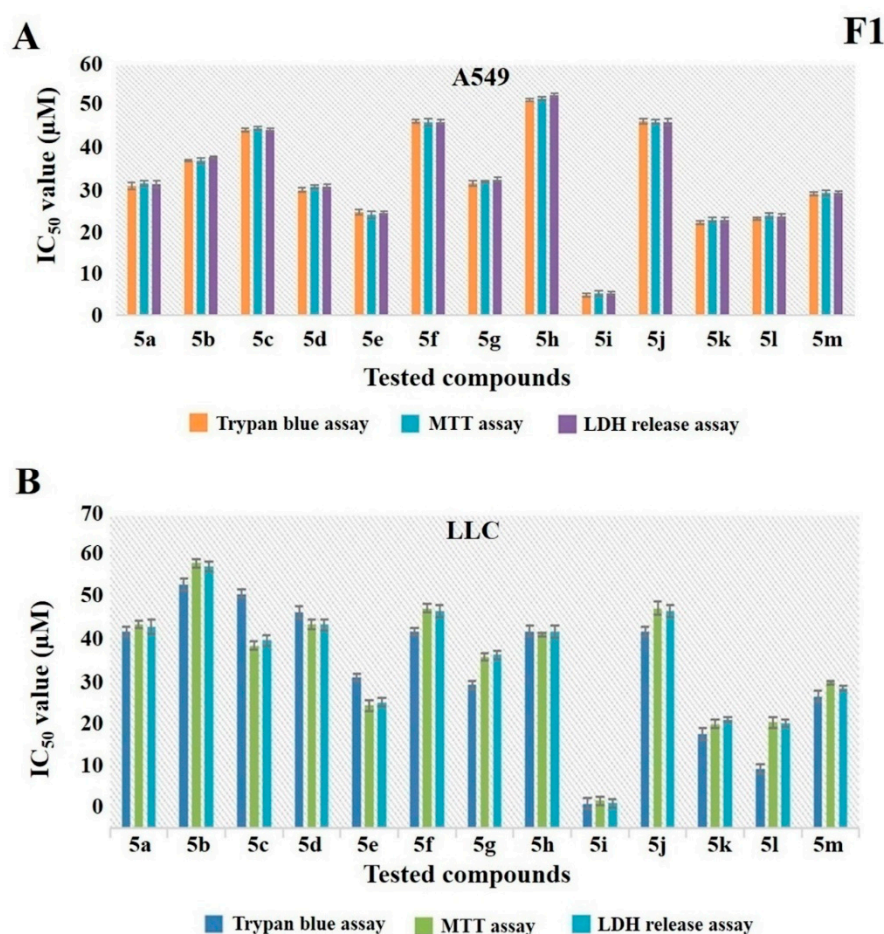 A
F1
A549
60
50
40
30
20
10
0
IC50 value (µM)
5a 5b 5c 5d 5e 5f 5g 5h 5i 5j 5k 5l 5m
Tested compounds
Trypan blue assay MTT assay LDH release assay
B
LLC
70
60
50
40
30
20
10
0
IC50 value (µM)
5a 5b 5c 5d 5e 5f 5g 5h 5i 5j 5k 5l 5m
Tested compounds
Trypan blue assay MTT assay LDH release assay